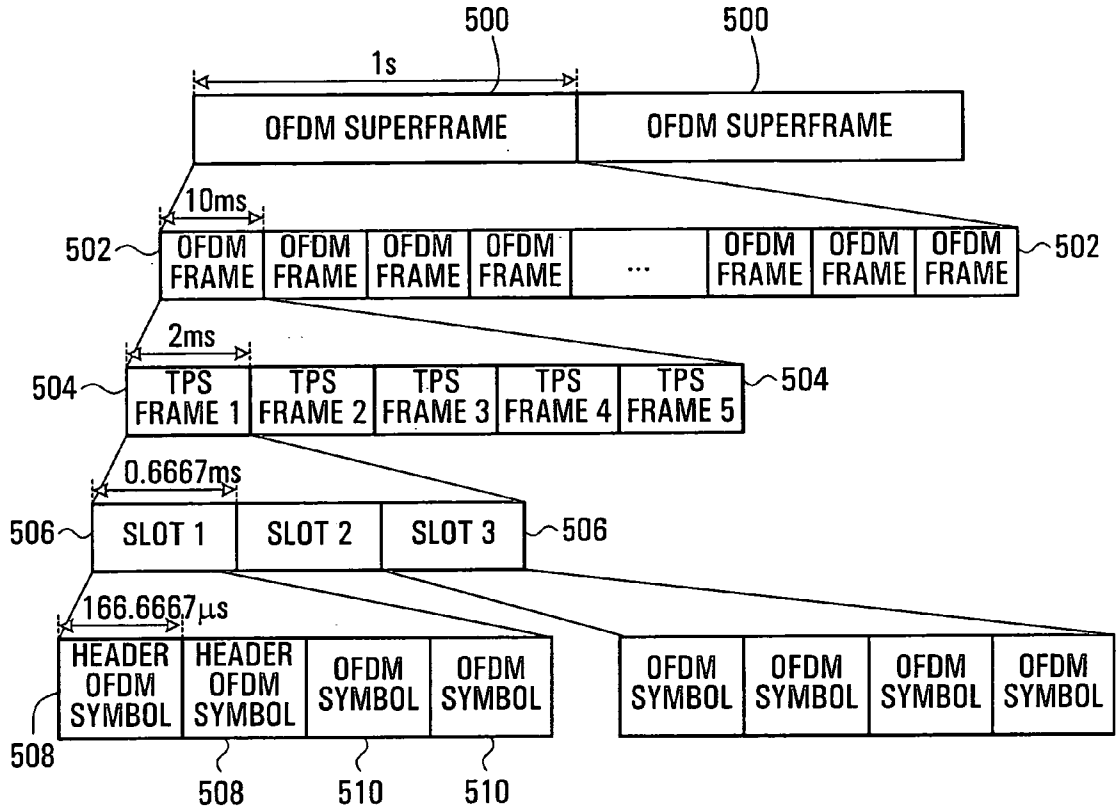 500 500
1s
OFDM SUPERFRAME OFDM SUPERFRAME
10ms
502 OFDM FRAME OFDM FRAME OFDM FRAME OFDM FRAME ... OFDM FRAME OFDM FRAME OFDM FRAME 502
2ms
504 TPS FRAME 1 TPS FRAME 2 TPS FRAME 3 TPS FRAME 4 TPS FRAME 5 504
0.6667ms
506 SLOT 1 SLOT 2 SLOT 3 506
166.6667µs
HEADER OFDM SYMBOL HEADER OFDM SYMBOL OFDM SYMBOL OFDM SYMBOL OFDM SYMBOL OFDM SYMBOL OFDM SYMBOL OFDM SYMBOL
508 508 510 510